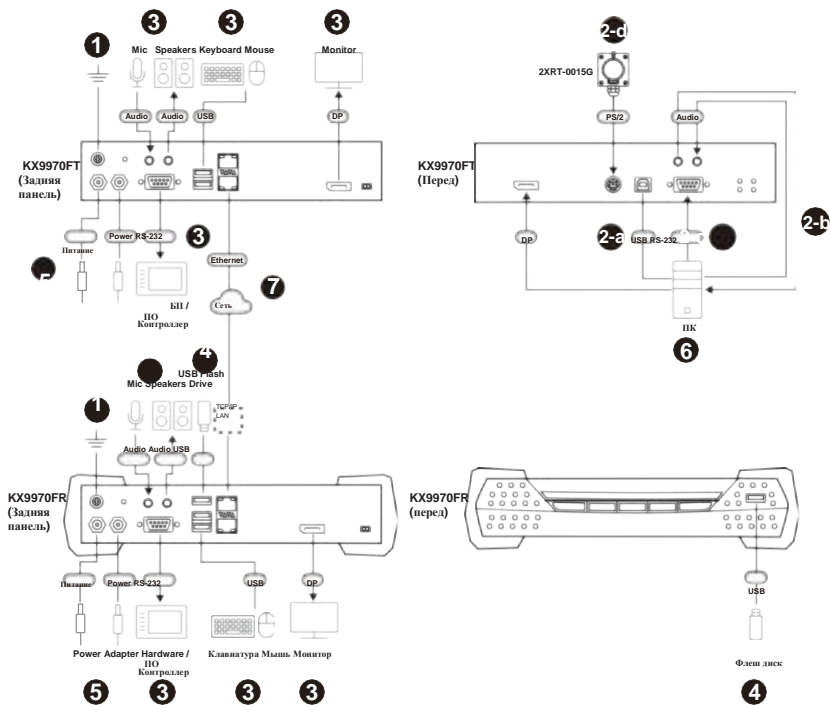 3 3 3
1
Mic Speakers Keyboard Mouse Monitor
Audio Audio USB DP
KX9970FT
(Задняя
панель)
Питание Power RS-232
3
5
БП /
ПО
Контроллер
Ethernet
Сеть
7
2-d
2XRT-0015G
PS/2 Audio
KX9970FT
(Перед)
DP
2-a
USB RS-232
2-b
ПК
6
4
USB Flash
Mic Speakers Drive
1
TCP/IP
LAN
Audio Audio USB
KX9970FR
(Задняя
панель)
Питание Power RS-232 USB DP
Power Adapter Hardware /
ПО
Контроллер
Клавиатура Мышь Монитор
5 3 3 3
KX9970FR
(перед)
USB
Флеш диск
4